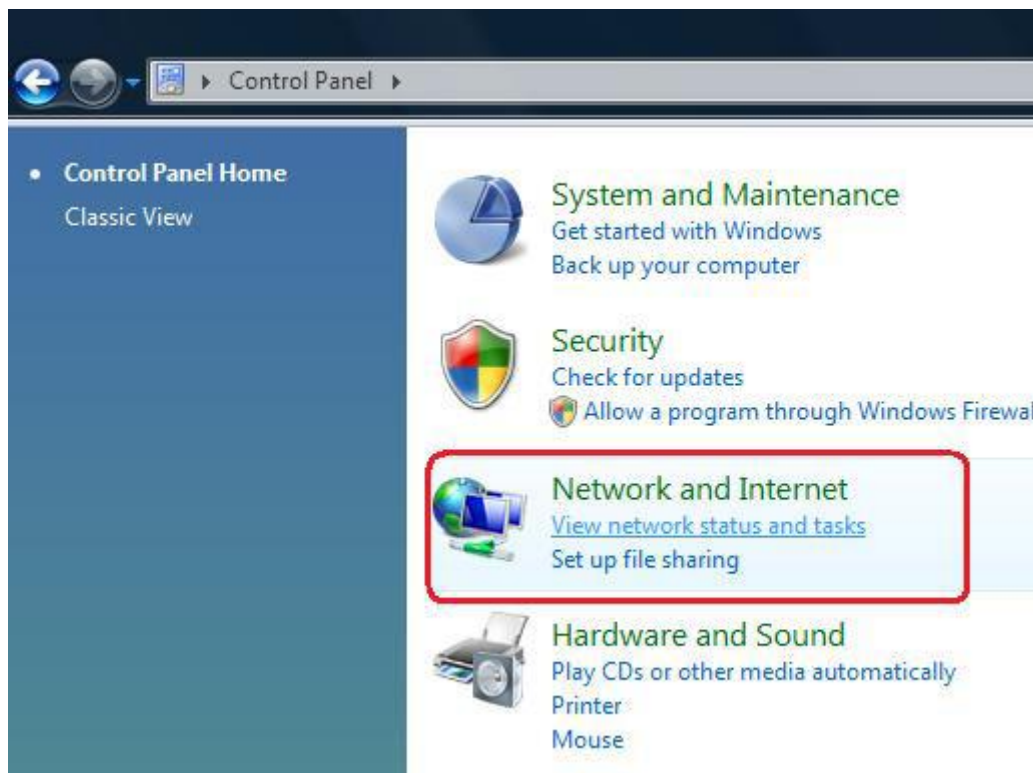 Control Panel
Control Panel Home
Classic View
System and Maintenance
Get started with Windows
Back up your computer
Security
Check for updates
Allow a program through Windows Firewal
Network and Internet
View network status and tasks
Set up file sharing
Hardware and Sound
Play CDs or other media automatically
Printer
Mouse